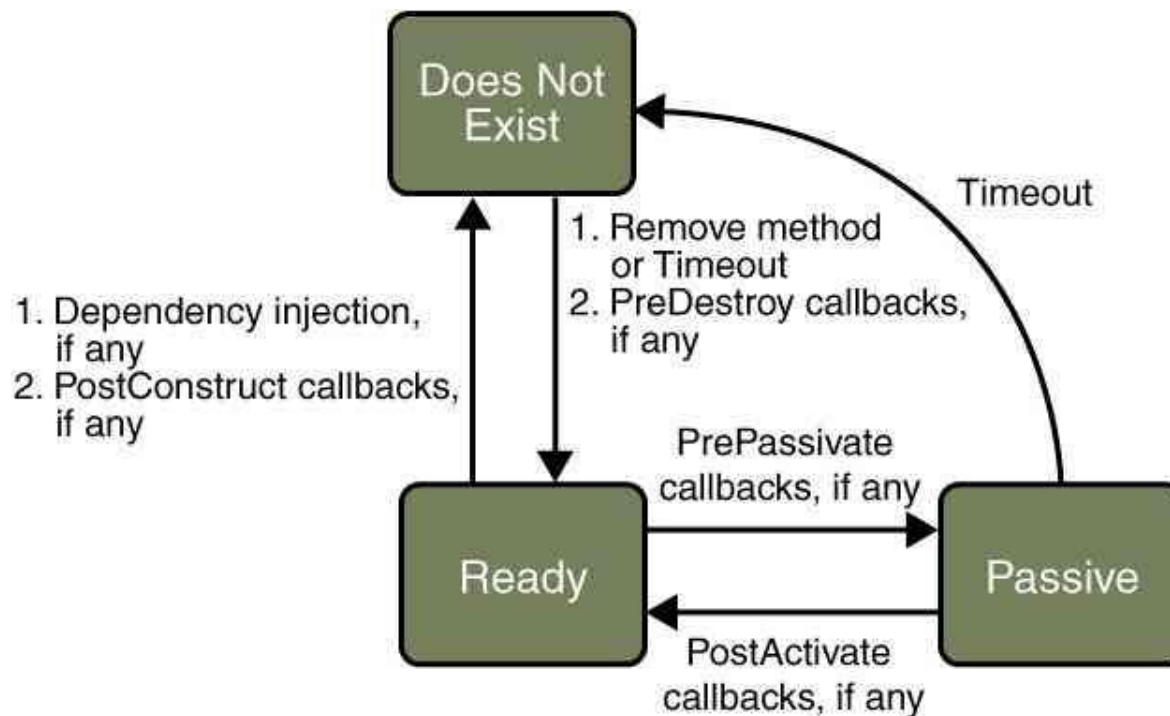 Does Not
Exist
Timeout
1. Remove method
or Timeout
2. PreDestroy callbacks,
if any
1. Dependency injection,
if any
2. PostConstruct callbacks,
if any
PrePassivate
callbacks, if any
Ready
Passive
PostActivate
callbacks, if any